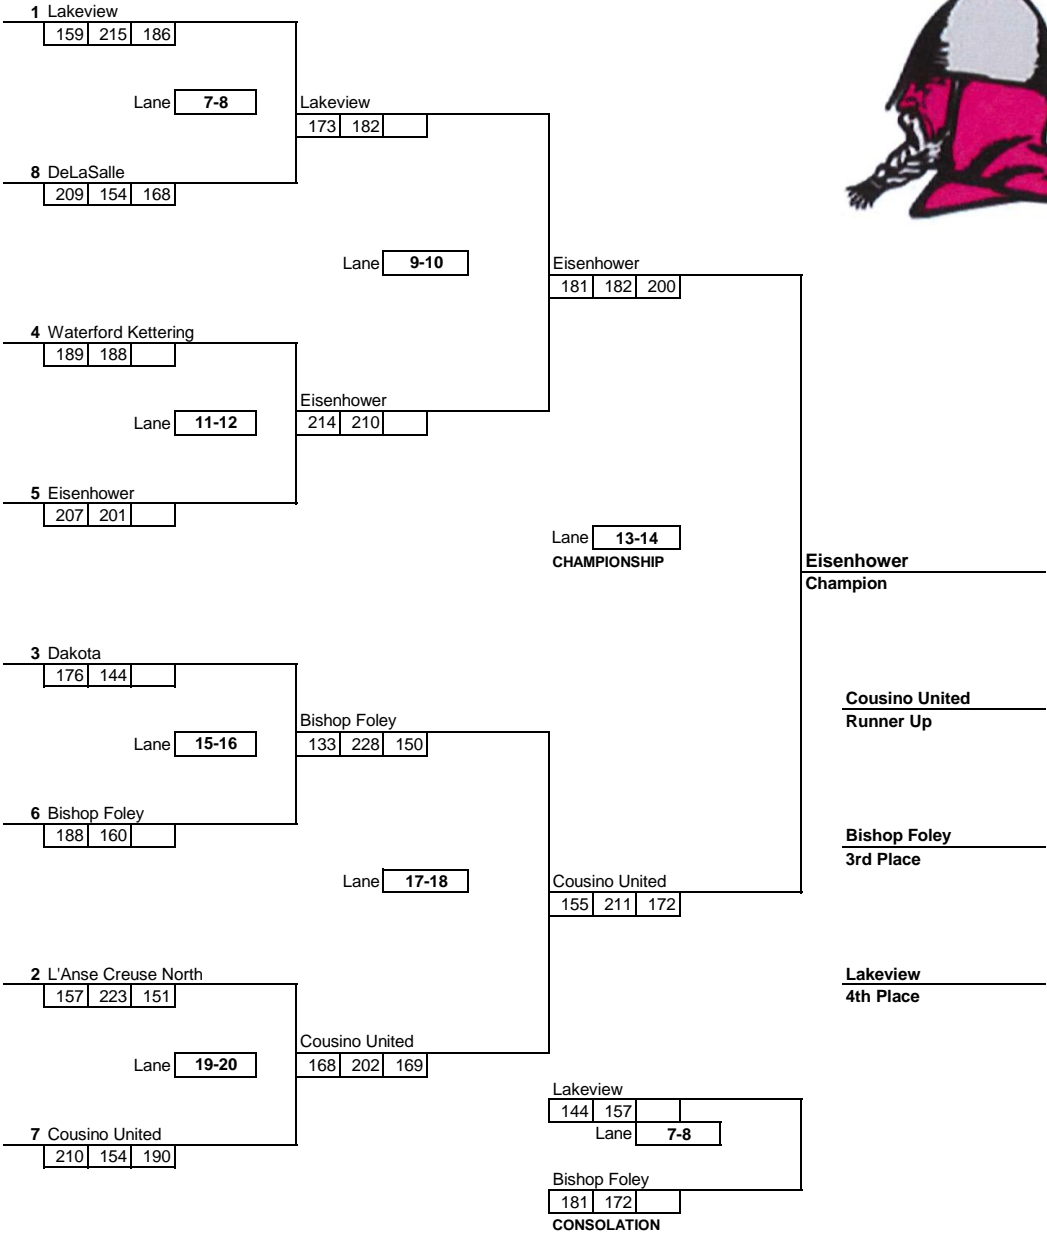 1 Lakeview
159 215 186
Lane 7-8
Lakeview
173 182
8 DeLaSalle
209 154 168
Lane 9-10
Eisenhower
181 182 200
4 Waterford Kettering
189 188
Eisenhower
Lane 11-12
214 210
5 Eisenhower
207 201
Lane 13-14
CHAMPIONSHIP
Eisenhower
Champion
3 Dakota
176 144
Cousino United
Runner Up
Bishop Foley
Lane 15-16
133 228 150
6 Bishop Foley
188 160
Bishop Foley
3rd Place
Lane 17-18
Cousino United
155 211 172
2 L'Anse Creuse North
157 223 151
Lakeview
4th Place
Cousino United
Lane 19-20
168 202 169
Lakeview
144 157
Lane 7-8
7 Cousino United
210 154 190
Bishop Foley
181 172
CONSOLATION